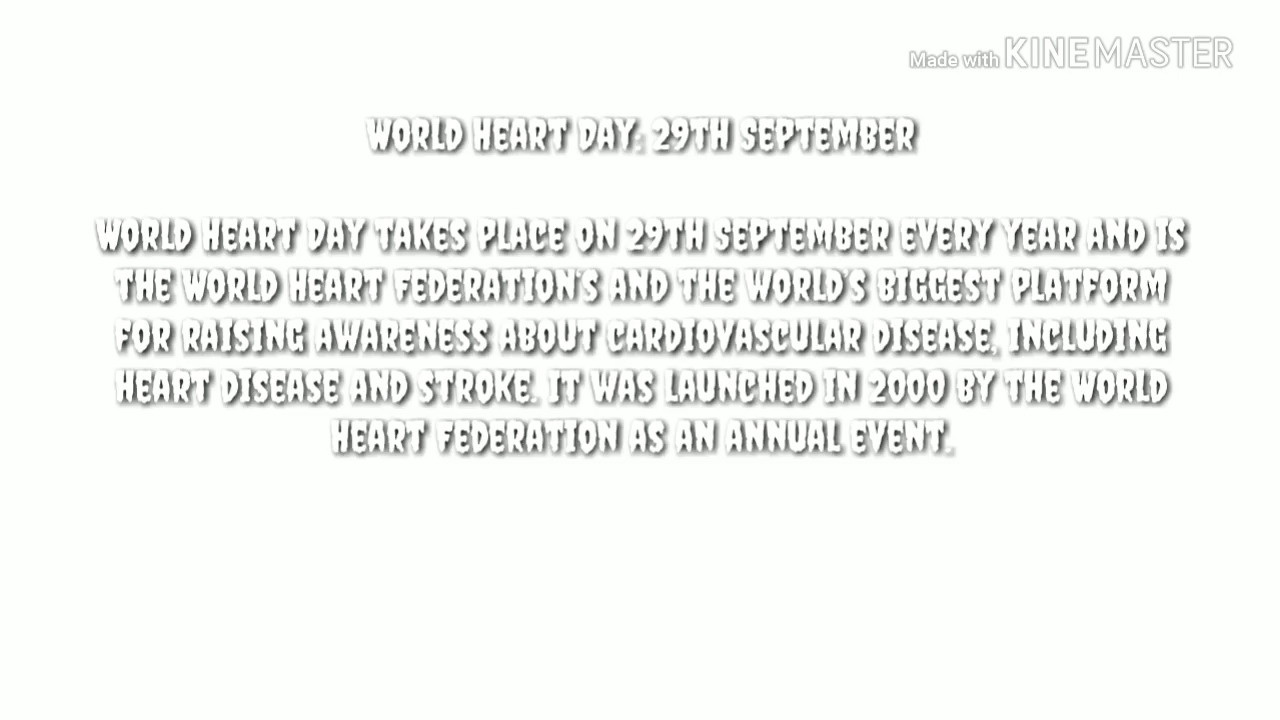 Made with KINEMASTER
WORLD HEART DAY: 29TH SEPTEMBER
WORLD HEART DAY TAKES PLACE ON 29TH SEPTEMBER EVERY YEAR AND IS
THE WORLD HEART FEDERATION'S AND THE WORLD'S BIGGEST PLATFORM
FOR RAISING AWARENESS ABOUT CARDIOVASCULAR DISEASE, INCLUDING
HEART DISEASE AND STROKE. IT WAS LAUNCHED IN 2000 BY THE WORLD
HEART FEDERATION AS AN ANNUAL EVENT.